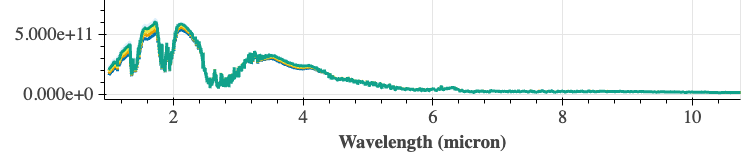 5.000e+11
0.000e+0
2 4 6 8 10
Wavelength (micron)